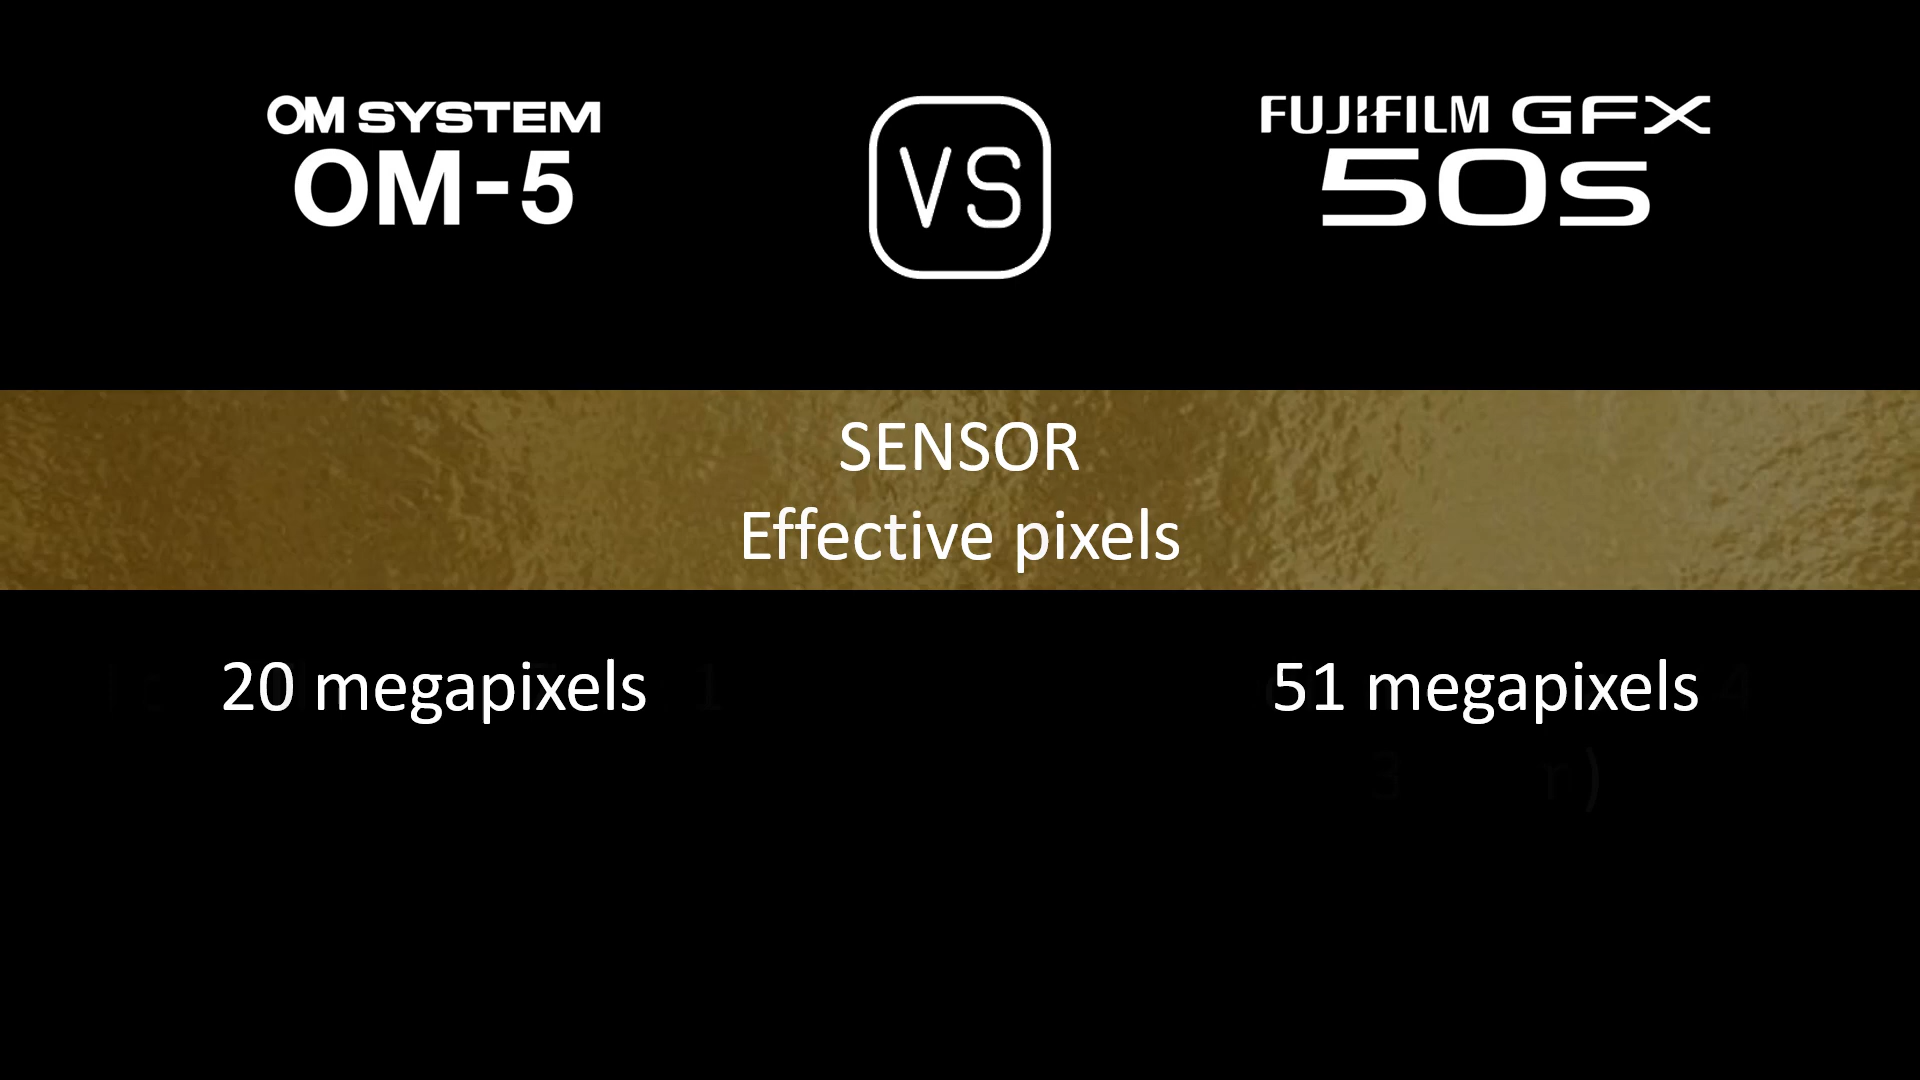 OM SYSTEM
OM-5
VS
FUJIFILM GFX
50S
SENSOR
Effective pixels
20 megapixels
51 megapixels